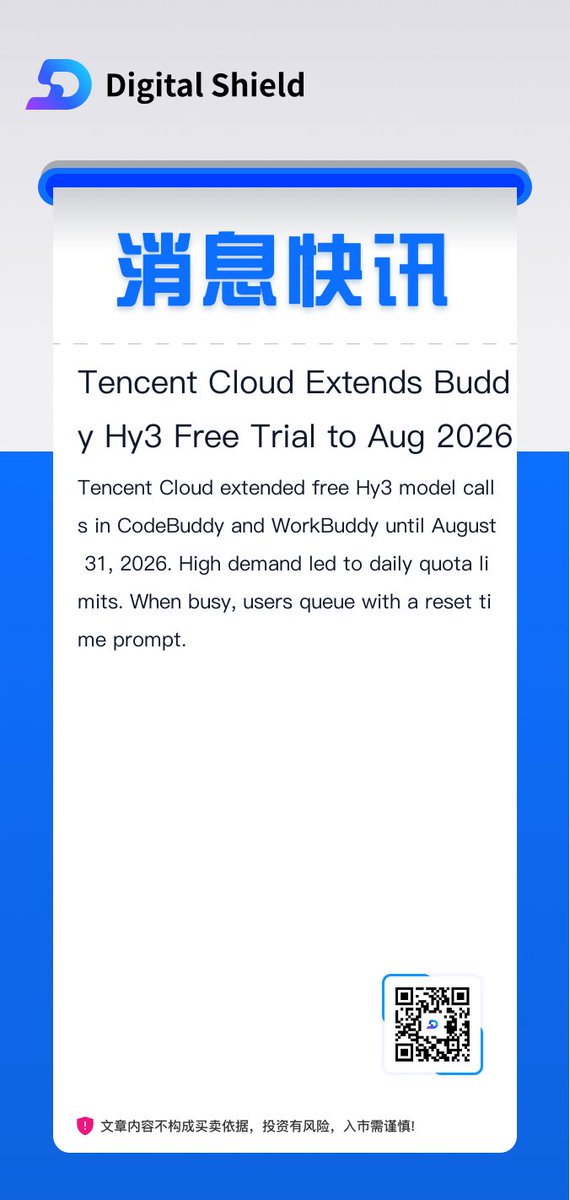 Digital Shield
消息快讯
Tencent Cloud Extends Budd
y Hy3 Free Trial to Aug 2026
Tencent Cloud extended free Hy3 model call
s in CodeBuddy and WorkBuddy until August
31, 2026. High demand led to daily quota li
mits. When busy, users queue with a reset ti
me prompt.
文章内容不构成买卖依据，投资有风险，入市需谨慎!